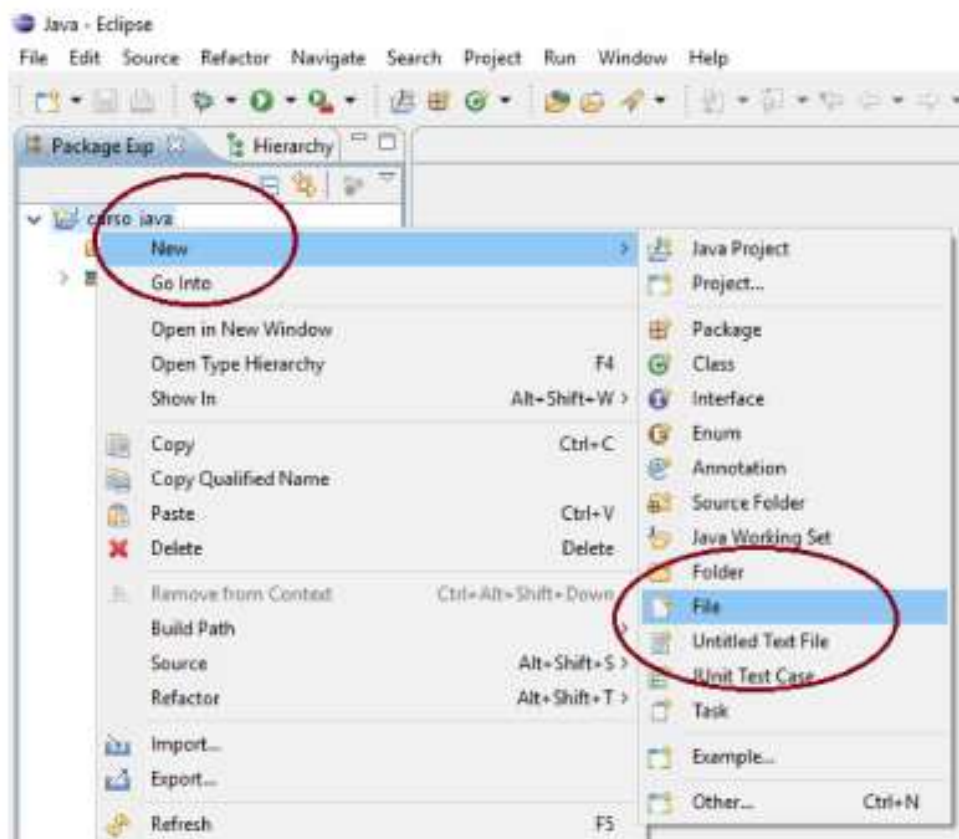 Java - Eclipse
File Edit Source Refactor Navigate Search Project Run Window Help
Package Exp Hierarchy
curso_java
New
Go Into
Open in New Window
Open Type Hierarchy F4
Show In Alt+Shift+W >
Copy Ctrl+C
Copy Qualified Name
Paste Ctrl+V
Delete Delete
Remove from Context Ctrl+Alt+Shift+Down
Build Path
Source Alt+Shift+S >
Refactor Alt+Shift+T >
Import...
Export...
Refresh F5
Java Project
Project...
Package
Class
Interface
Enum
Annotation
Source Folder
Java Working Set
Folder
File
Untitled Text File
JUnit Test Case
Task
Example...
Other... Ctrl+N